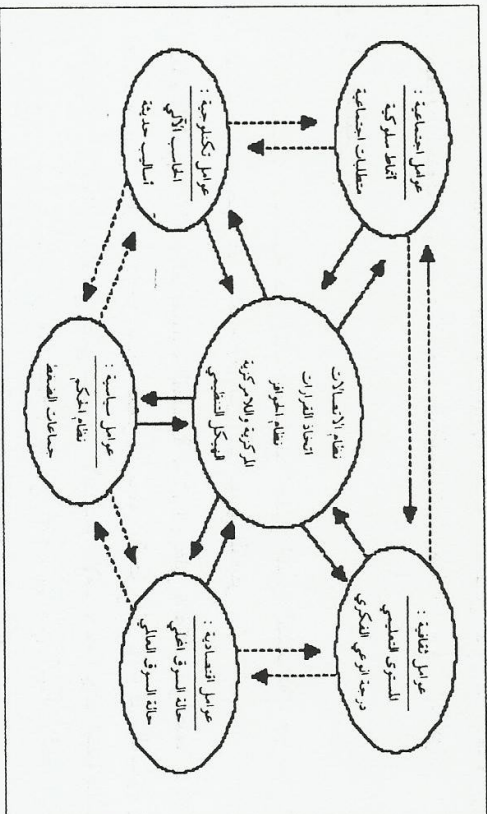 عوامل ثقافية :
المستوى التعليمي
درجة الوعي الفكري
عوامل اجتماعية :
أنماط سلوكية
متطلبات اجتماعية
نظام الاتصالات
اتخاذ القرارات
نظام الحوافز
المركزية واللامركزية
الهيكل التنظيمي
عوامل اقتصادية :
حالة السوق المحلي
حالة السوق العالمي
عوامل تكنلوجية :
الحاسب الآلي
أساليب حديثة
عوامل سياسية :
نظام الحكم
جماعات الضغط